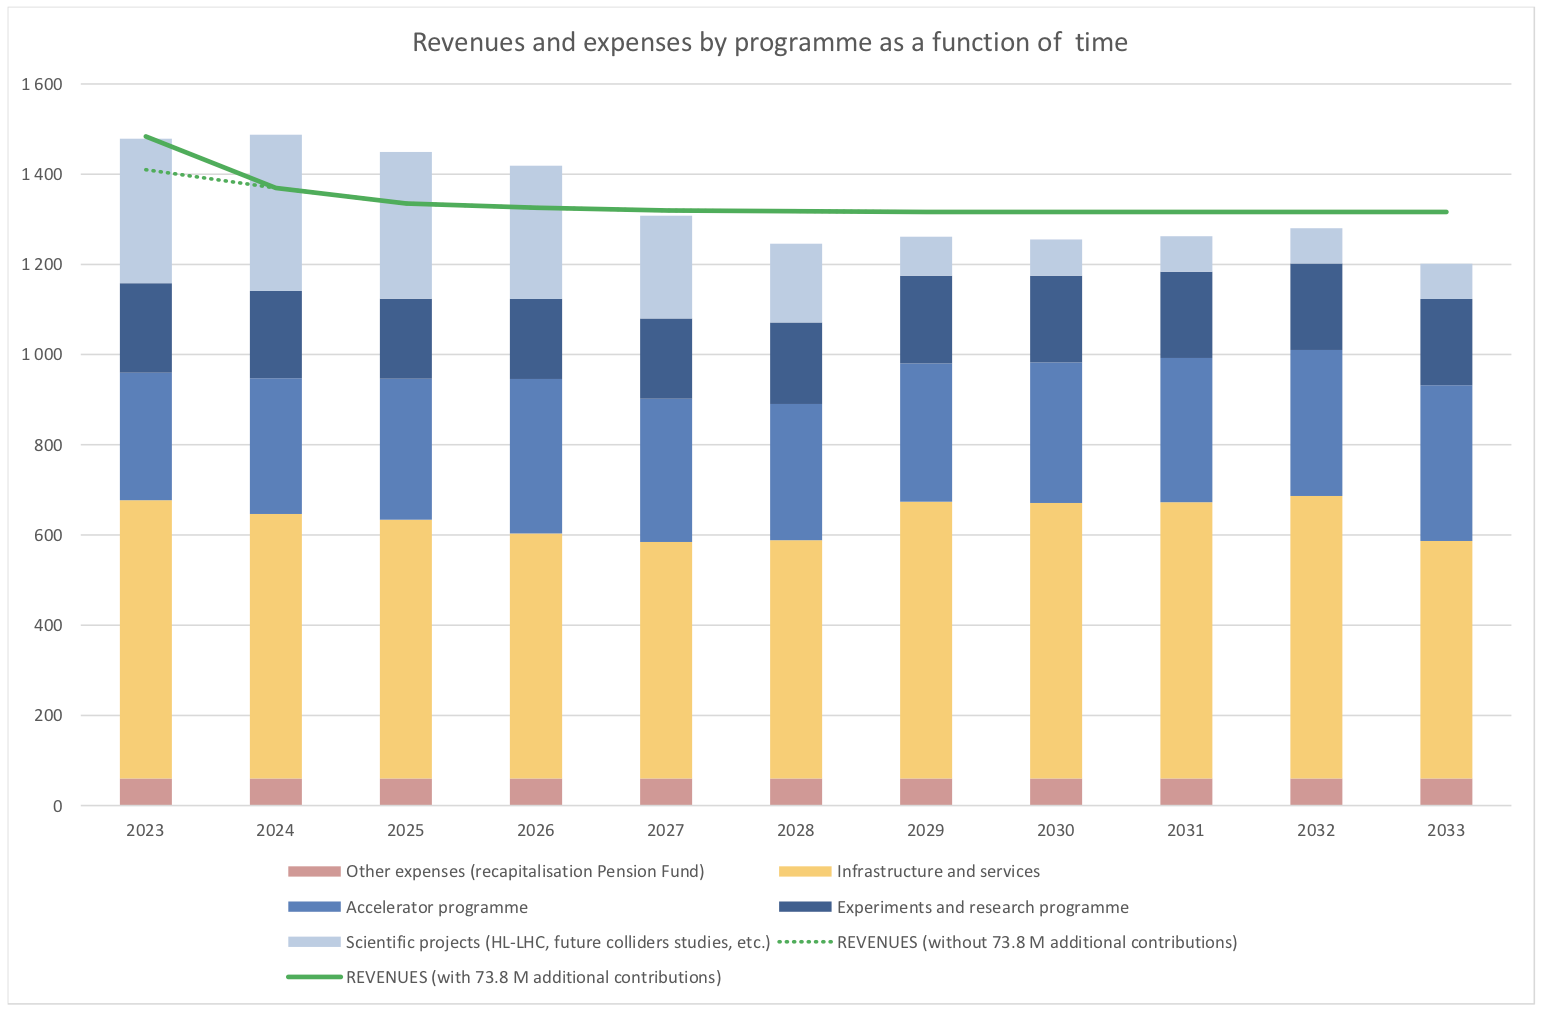 Revenues and expenses by programme as a function of  time
1 600
1 400
1 200
1 000
800
600
400
200
0
2023 2024 2025 2026 2027 2028 2029 2030 2031 2032 2033
Other expenses (recapitalisation Pension Fund) Infrastructure and services
Accelerator programme Experiments and research programme
Scientific projects (HL-LHC, future colliders studies, etc.) REVENUES (without 73.8 M additional contributions)
REVENUES (with 73.8 M additional contributions)